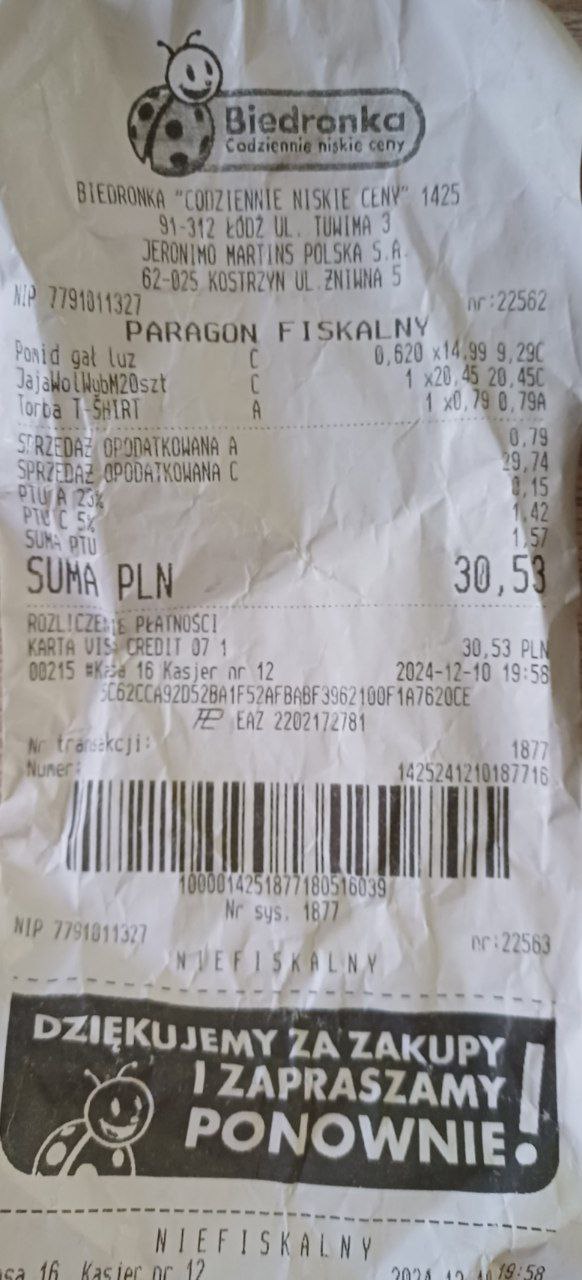 Biedronka
Codziennie niskie ceny
BIEDRONKA "CODZIENNIE NISKIE CENY" 1425
91-312 ŁÓDŹ UL. TUWIMA 3
JERONIMO MARTINS POLSKA S.A.
62-025 KOSTRZYN UL.ŻNIWNA 5
NIP 7791011327 nr:22562
PARAGON FISKALNY
Pomid gał luz C 0,620 x14,99 9,29C
JajaWolWybM20szt C 1 x20,45 20,45C
Torba T-SHIRT A 1 x0,79 0,79A
SPRZEDAŻ OPODATKOWANA A 0,79
SPRZEDAŻ OPODATKOWANA C 29,74
PTU A 23% 0,15
PTU C 5% 1,42
SUMA PTU 1,57
SUMA PLN 30,53
ROZLICZENIE PŁATNOŚCI
KARTA VISA CREDIT 07 1 30,53 PLN
00215 #Kasa 16 Kasjer nr 12 2024-12-10 19:58
5C62CCA92D52BA1F52AFBABF3962100F1A7620CE
EAZ 2202172781
Nr transakcji: 1877
Numer: 1425241210187716
1000014251877180516039
Nr sys. 1877
NIP 7791011327 nr:22563
NIEFISKALNY
DZIĘKUJEMY ZA ZAKUPY
I ZAPRASZAMY
PONOWNIE!
NIEFISKALNY
16 Kasjer nr 12 19:58